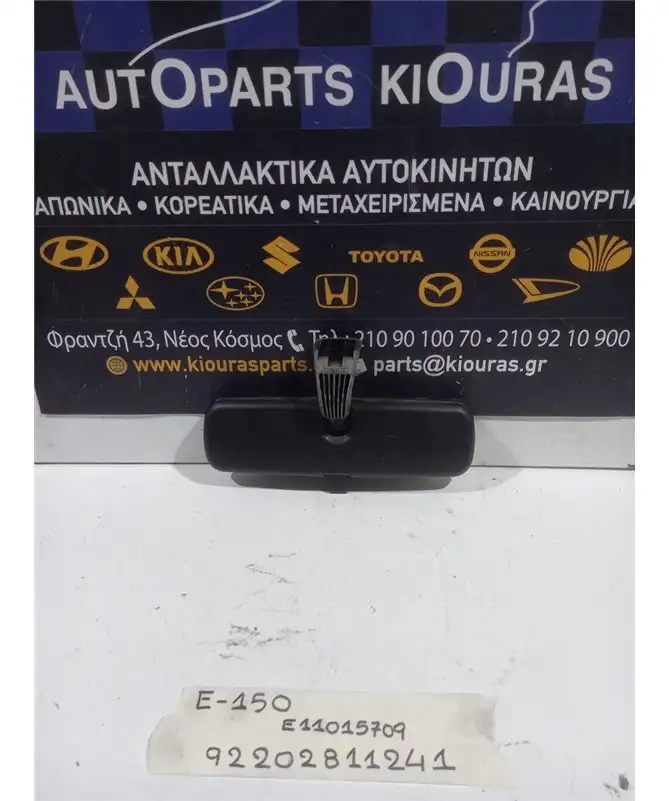 AUTOPARTS KIOURAS
ΑΝΤΑΛΛΑΚΤΙΚΑ ΑΥΤΟΚΙΝΗΤΩΝ
ΑΠΩΝΙΚΑ • ΚΟΡΕΑΤΙΚΑ • ΜΕΤΑΧΕΙΡΙΣΜΕΝΑ • ΚΑΙΝΟΥΡΓΙΑ
KIA TOYOTA NISSAN
Φραντζή 43, Νέος Κόσμος Τηλ.: 210 90 100 70 • 210 92 10 900
www.kiourasparts. parts@kiouras.gr
E-150
E11015709
92202811241